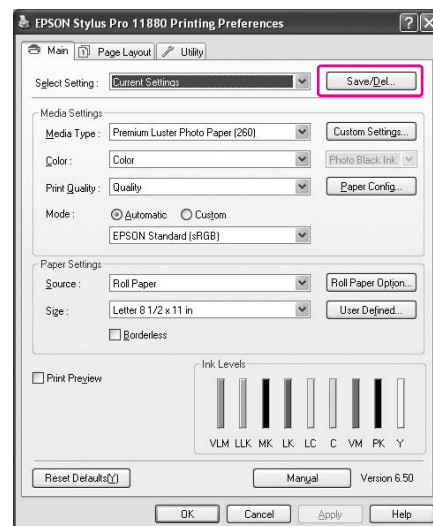 EPSON Stylus Pro 11880 Printing Preferences
Main Page Layout Utility
Select Setting : Current Settings Save/Del...
Media Settings
Media Type : Premium Luster Photo Paper (260) Custom Settings...
Color : Color Photo Black Ink
Print Quality : Quality Paper Config...
Mode : Automatic Custom
EPSON Standard (sRGB)
Paper Settings
Source : Roll Paper Roll Paper Option...
Size : Letter 8 1/2 x 11 in User Defined...
Borderless
Print Preview
Ink Levels
VLM LLK MK LK LC C VM PK Y
Reset Defaults(Y) Manual Version 6.50
OK Cancel Apply Help